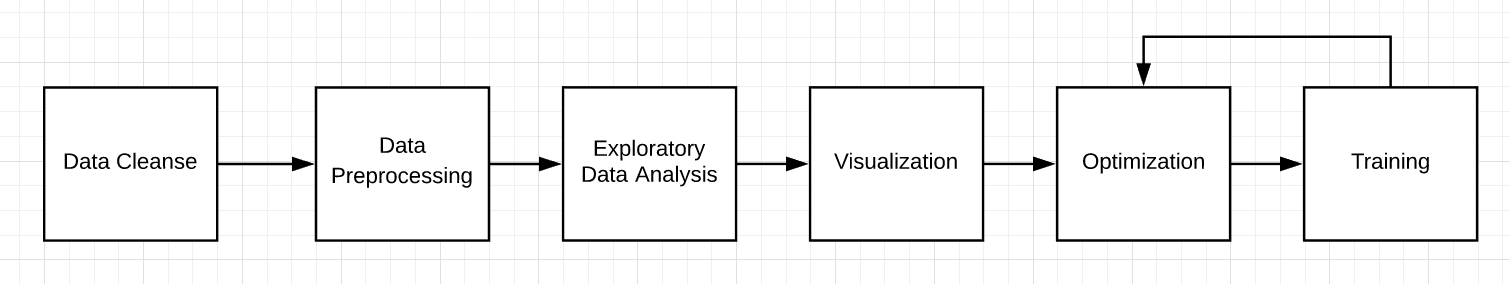 Data Cleanse
Data
Preprocessing
Exploratory
Data Analysis
Visualization
Optimization
Training